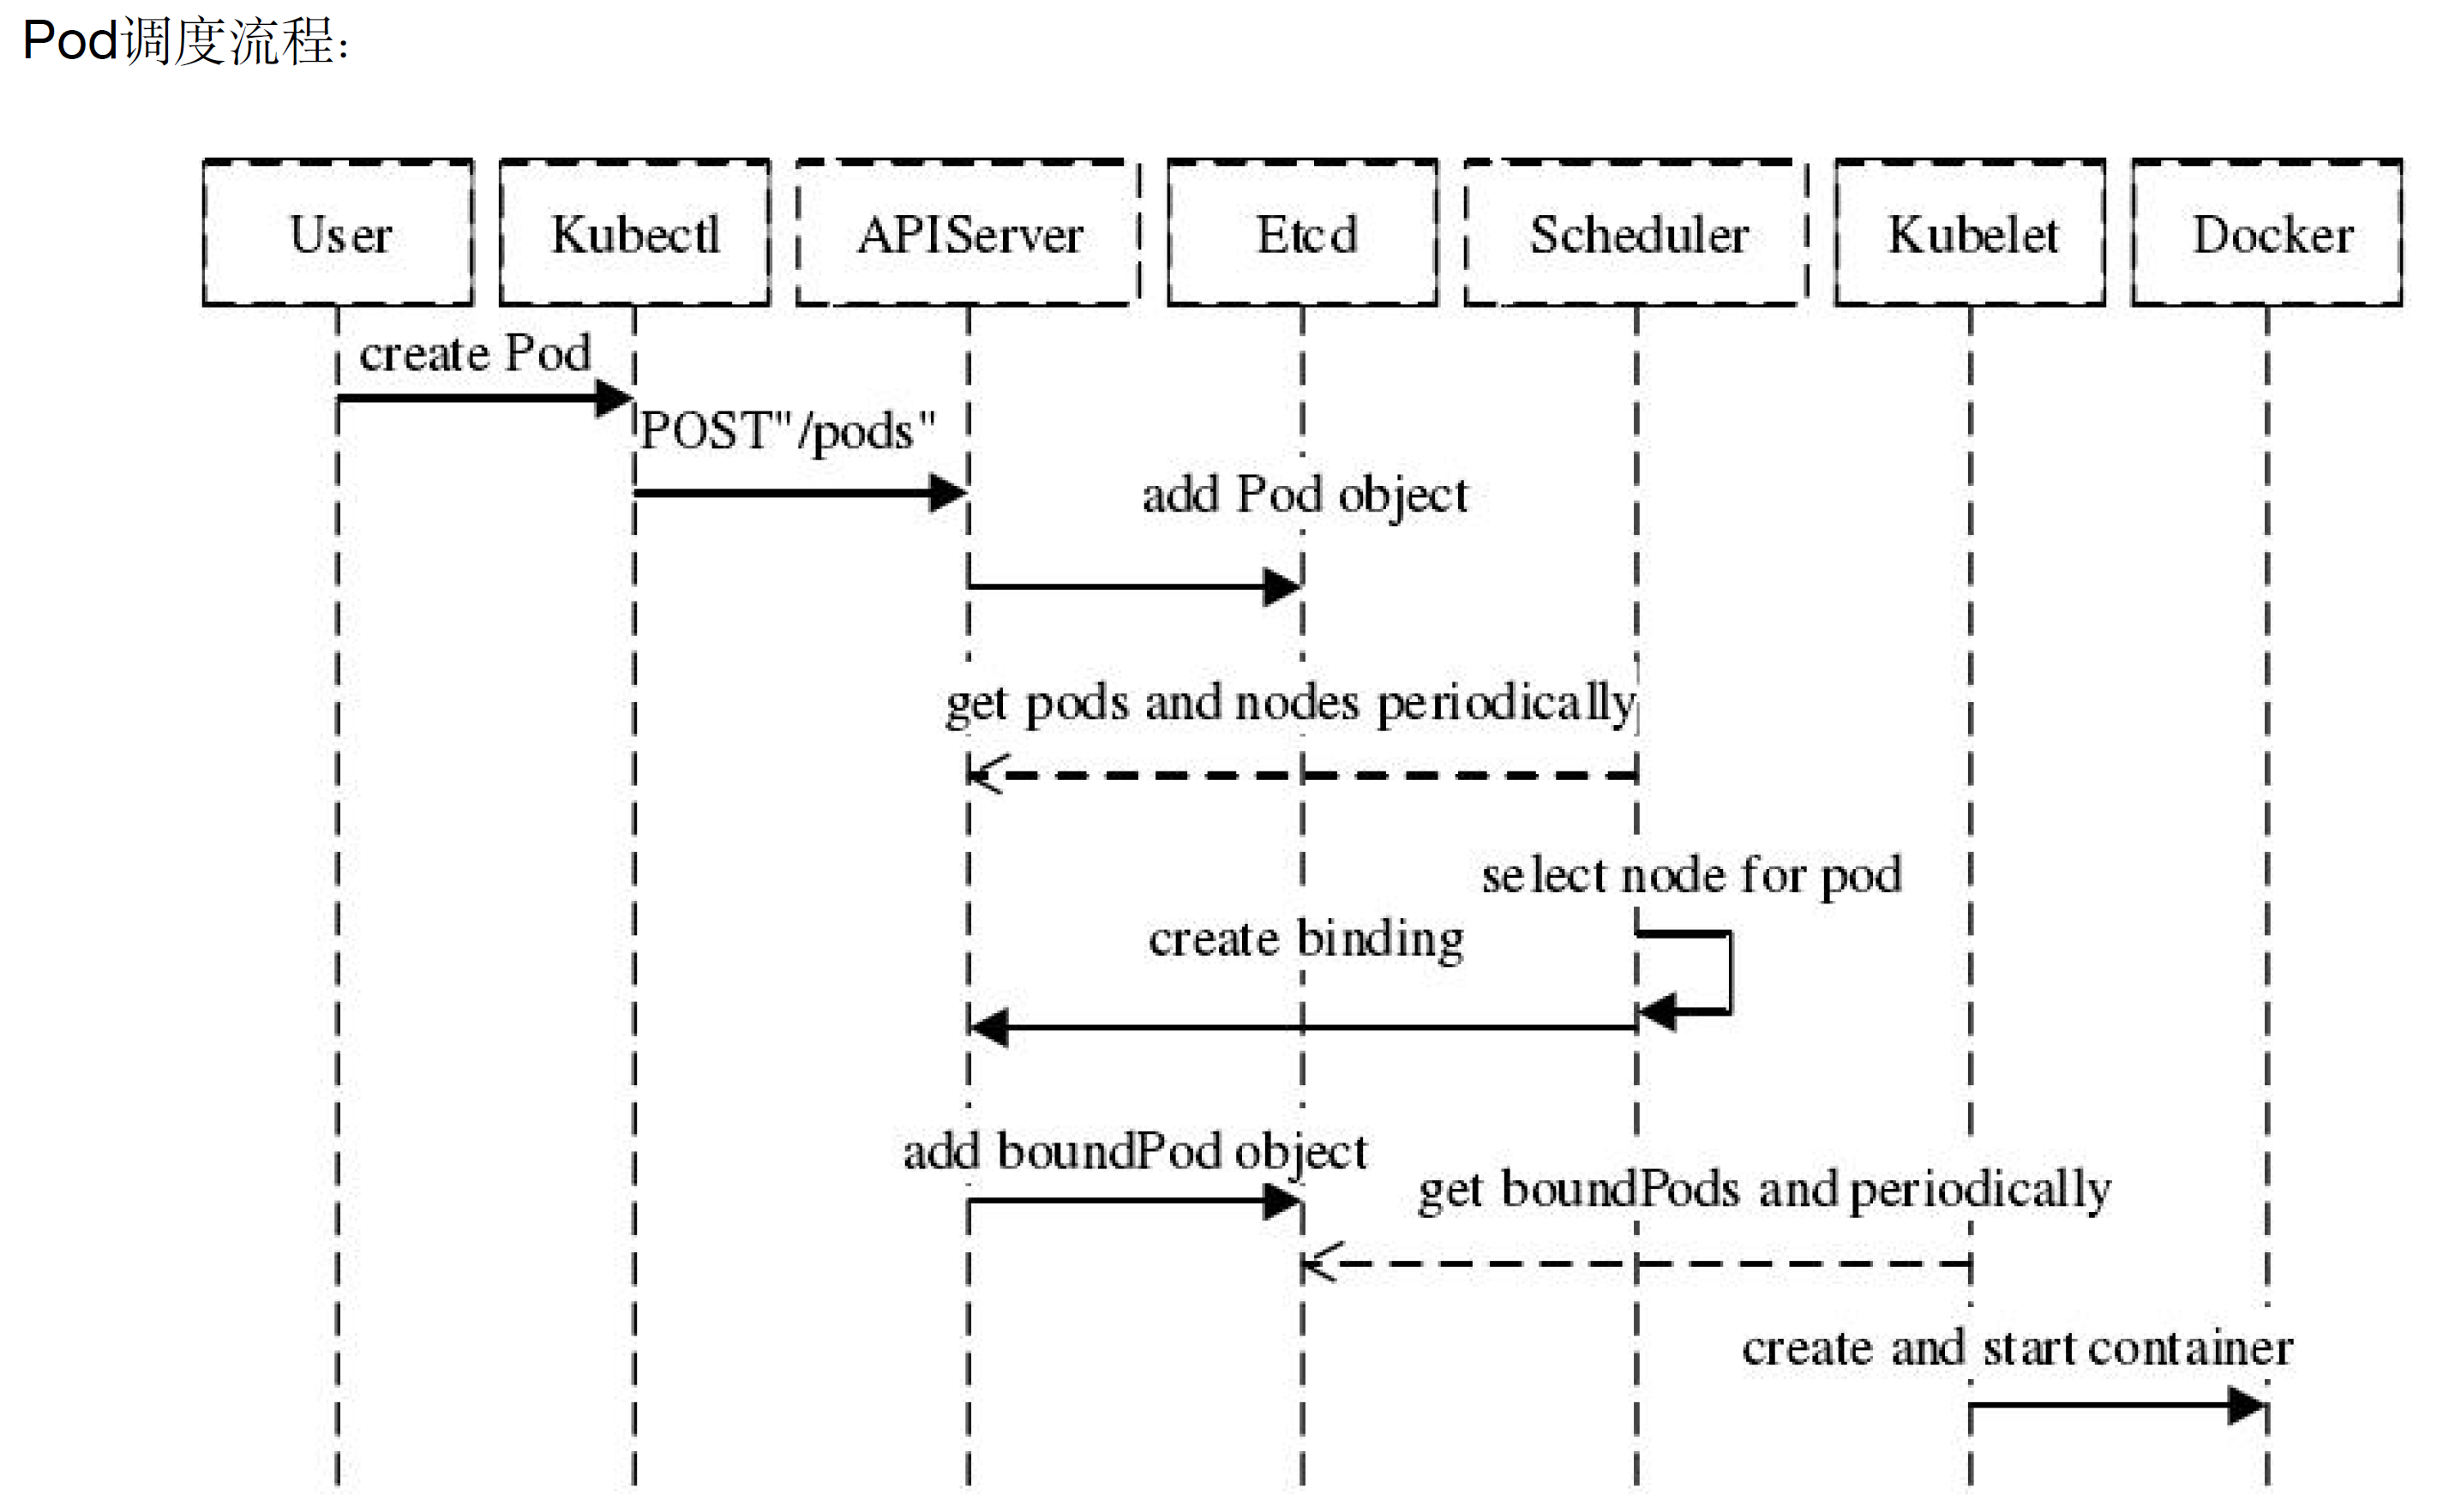 Pod调度流程：
User Kubectl APIServer Etcd Scheduler Kubelet Docker
create Pod
POST"/pods"
add Pod object
get pods and nodes periodically
select node for pod
create binding
add boundPod object
get boundPods and periodically
create and start container